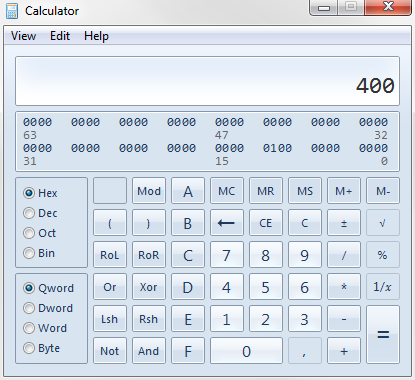 Calculator
View Edit Help
400
0000 0000 0000 0000 0000 0000 0000 0000
63 47 32
0000 0000 0000 0000 0000 0100 0000 0000
31 15 0
Hex Mod A MC MR MS M+ M-
Dec ( ) B ← CE C ± √
Oct RoL RoR C 7 8 9 / %
Bin
Qword Or Xor D 4 5 6 * 1/x
Dword
Word Lsh Rsh E 1 2 3 - =
Byte Not And F 0 , +